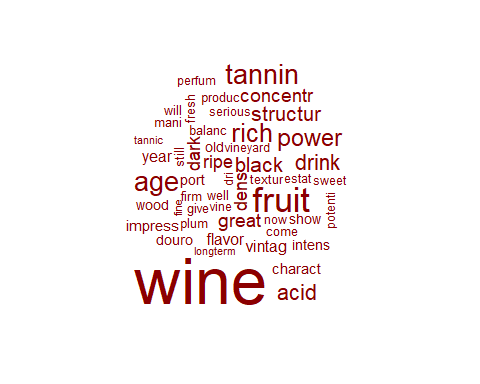 tannin
perfum
produc
concentr
will
fresh
serious
structur
mani
balanc
rich
power
tannic
dark
old
vineyard
year
still
ripe
black
drink
dri
age
port
textur
estat
sweet
dens
firm
well
fruit
wood
fine
give
vine
potenti
impress
plum
great
now
show
come
douro
flavor
vintag
intens
longterm
wine
charact
acid